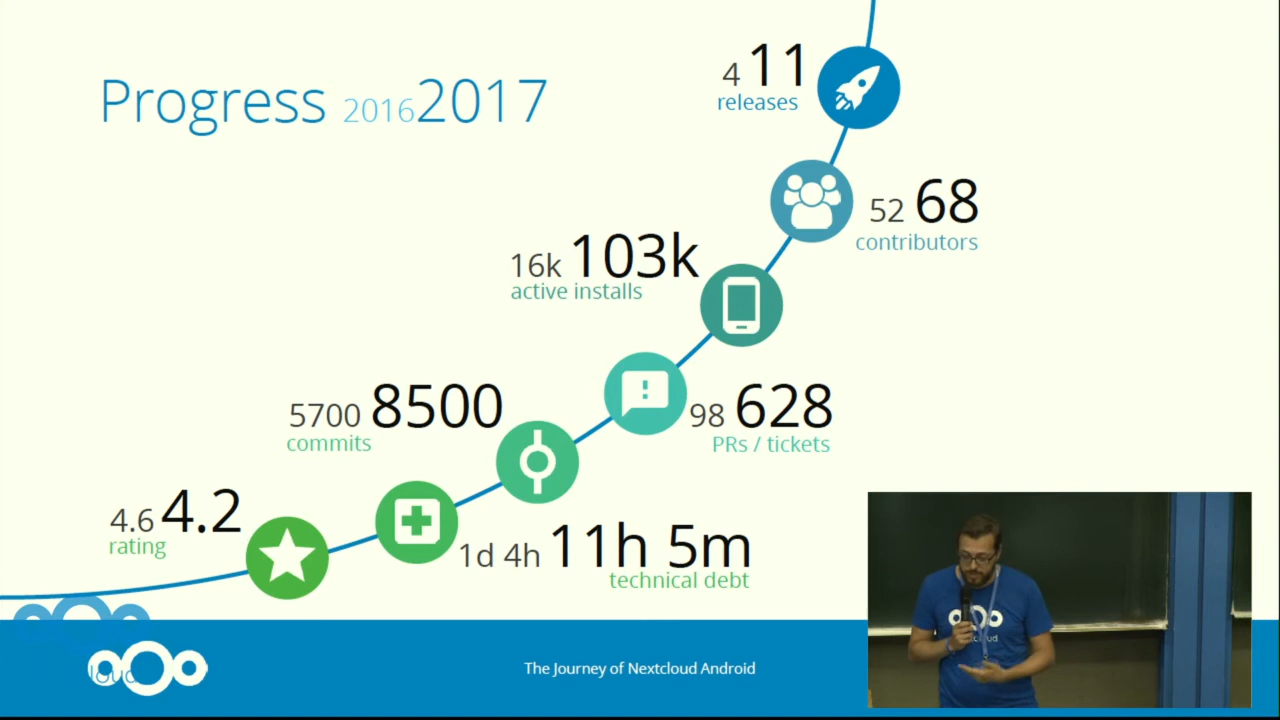 Progress 2016 2017
4 11
releases
52 68
contributors
16k 103k
active installs
98 628
PRs / tickets
5700 8500
commits
1d 4h 11h 5m
technical debt
4.6 4.2
rating
The Journey of Nextcloud Android